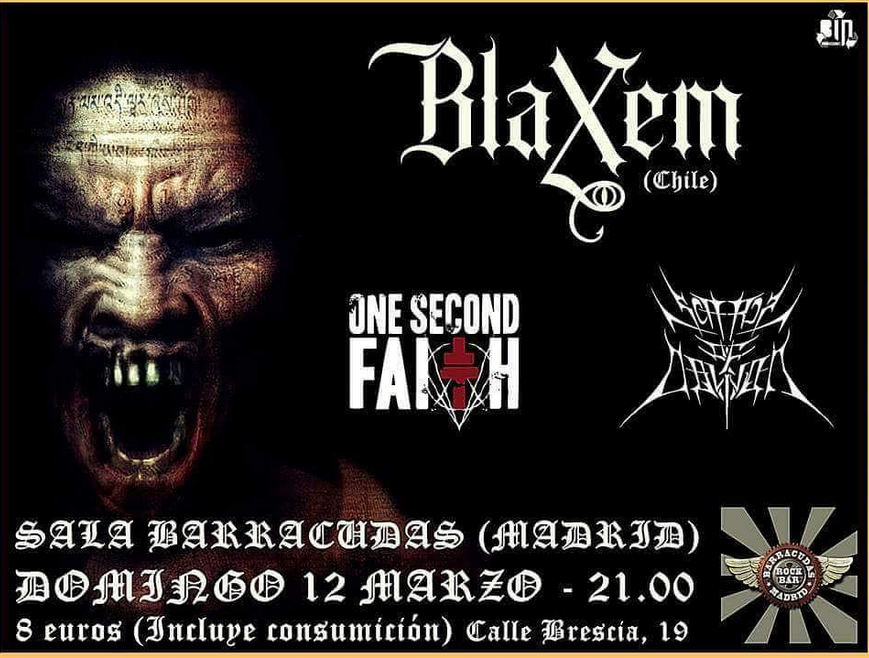 BlaXem
(Chile)
ONE SECOND
FAITH
SALA BARRACUDAS (MADRID)
DOMINGO 12 MARZO - 21.00
8 euros (Incluye consumición) Calle Brescia, 19
BARRACUDAS
ROCK
BAR
MADRID